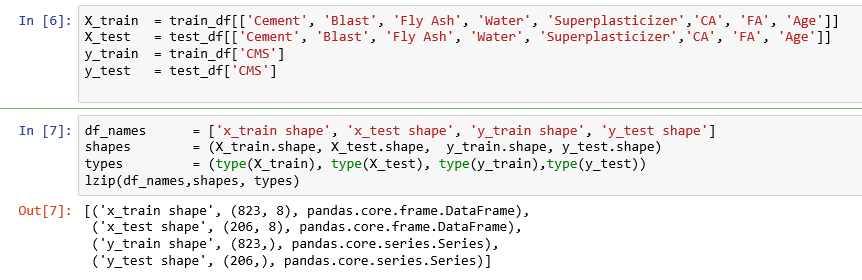 In [6]: X_train  = train_df[['Cement', 'Blast', 'Fly Ash', 'Water', 'Superplasticizer','CA', 'FA', 'Age']]
X_test   = test_df[['Cement', 'Blast', 'Fly Ash', 'Water', 'Superplasticizer','CA', 'FA', 'Age']]
y_train  = train_df['CMS']
y_test   = test_df['CMS']
In [7]: df_names      = ['x_train shape', 'x_test shape', 'y_train shape', 'y_test shape']
shapes        = (X_train.shape, X_test.shape,  y_train.shape, y_test.shape)
types         = (type(X_train), type(X_test), type(y_train),type(y_test))
lzip(df_names,shapes, types)
Out[7]: [('x_train shape', (823, 8), pandas.core.frame.DataFrame),
('x_test shape', (206, 8), pandas.core.frame.DataFrame),
('y_train shape', (823,), pandas.core.series.Series),
('y_test shape', (206,), pandas.core.series.Series)]